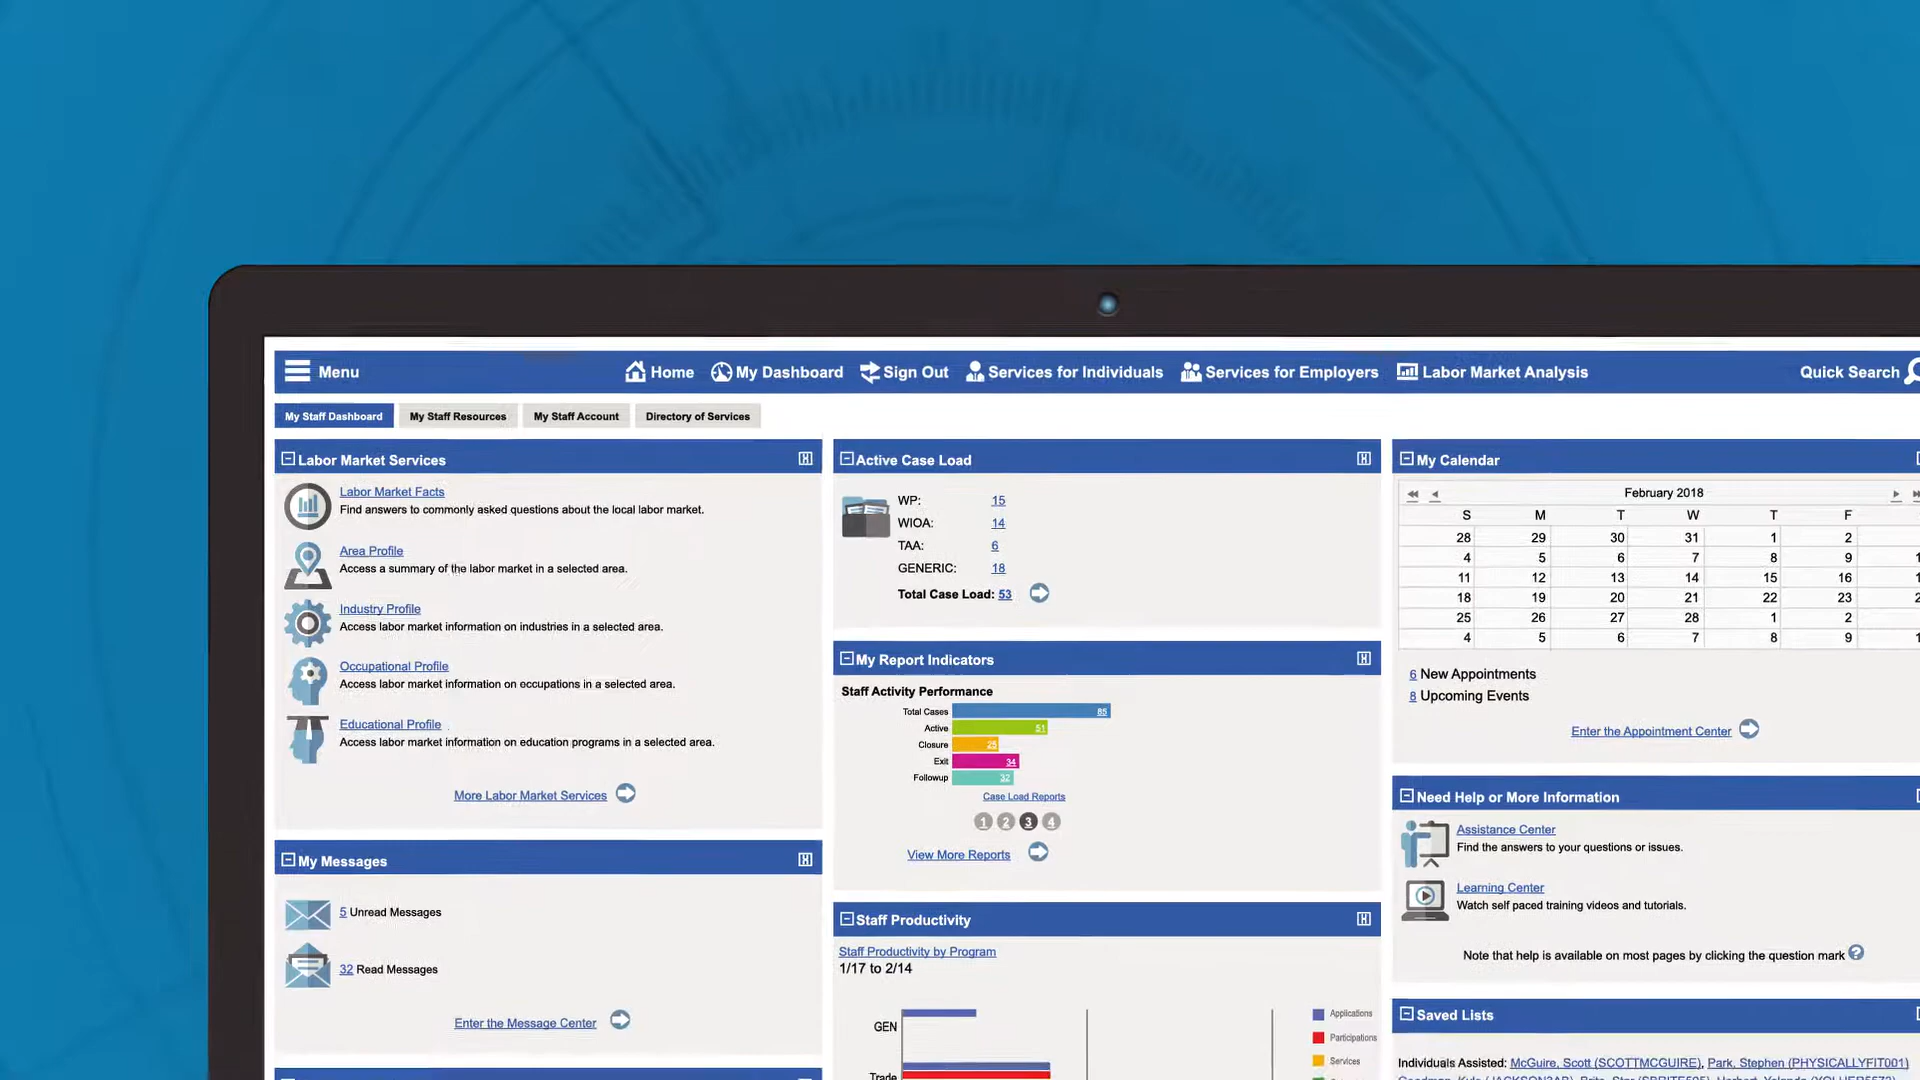 Menu
Home
My Dashboard
Sign Out
Services for Individuals
Services for Employers
Labor Market Analysis
Quick Search
My Staff Dashboard
My Staff Resources
My Staff Account
Directory of Services
Labor Market Services
Labor Market Facts
Find answers to commonly asked questions about the local labor market.
Area Profile
Access a summary of the labor market in a selected area.
Industry Profile
Access labor market information on industries in a selected area.
Occupational Profile
Access labor market information on occupations in a selected area.
Educational Profile
Access labor market information on education programs in a selected area.
More Labor Market Services
My Messages
5 Unread Messages
32 Read Messages
Enter the Message Center
Active Case Load
WP: 15
WIOA: 14
TAA: 6
GENERIC: 18
Total Case Load: 53
My Report Indicators
Staff Activity Performance
Total Cases 85
Active 51
Closure 25
Exit 34
Followup 32
Case Load Reports
1 2 3 4
View More Reports
Staff Productivity
Staff Productivity by Program
1/17 to 2/14
GEN
Trade
Applications
Participations
Services
My Calendar
February 2018
S M T W T F
28 29 30 31 1 2
4 5 6 7 8 9 1
11 12 13 14 15 16 1
18 19 20 21 22 23 2
25 26 27 28 1 2
4 5 6 7 8 9 1
6 New Appointments
8 Upcoming Events
Enter the Appointment Center
Need Help or More Information
Assistance Center
Find the answers to your questions or issues.
Learning Center
Watch self paced training videos and tutorials.
Note that help is available on most pages by clicking the question mark ?
Saved Lists
Individuals Assisted: McGuire, Scott (SCOTTMCGUIRE), Park, Stephen (PHYSICALLYFIT001)